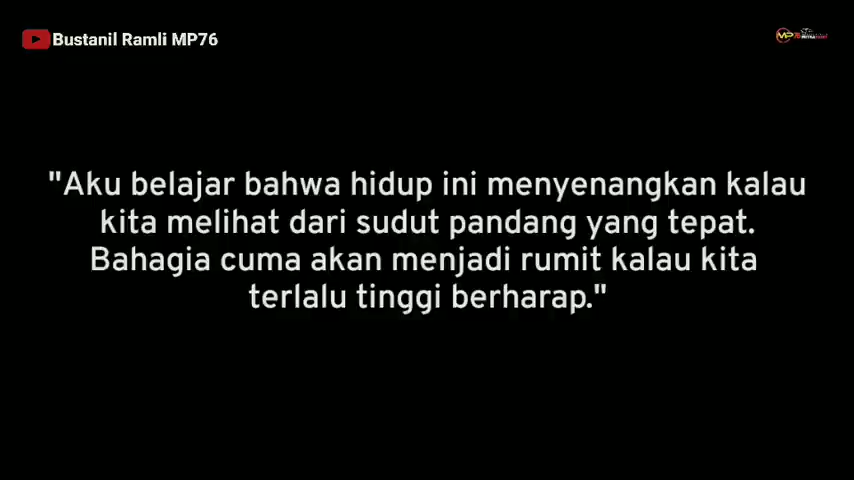 Bustanil Ramli MP76
"Aku belajar bahwa hidup ini menyenangkan kalau
kita melihat dari sudut pandang yang tepat.
Bahagia cuma akan menjadi rumit kalau kita
terlalu tinggi berharap."